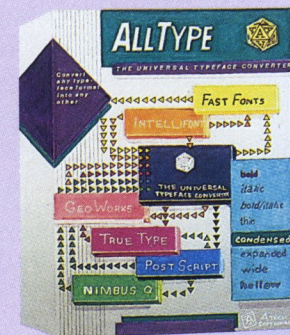 ALLTYPE
THE UNIVERSAL TYPEFACE CONVERTER
Convert
any type-
face format
into any
other
FAST FONTS
INTELLIFONT
THE UNIVERSAL
TYPEFACE CONVERTER
GEOWORKS
TRUE TYPE
POST SCRIPT
NIMBUS Q
bold
italic
bold/italic
thin
CONDENSED
expanded
wide
hollow